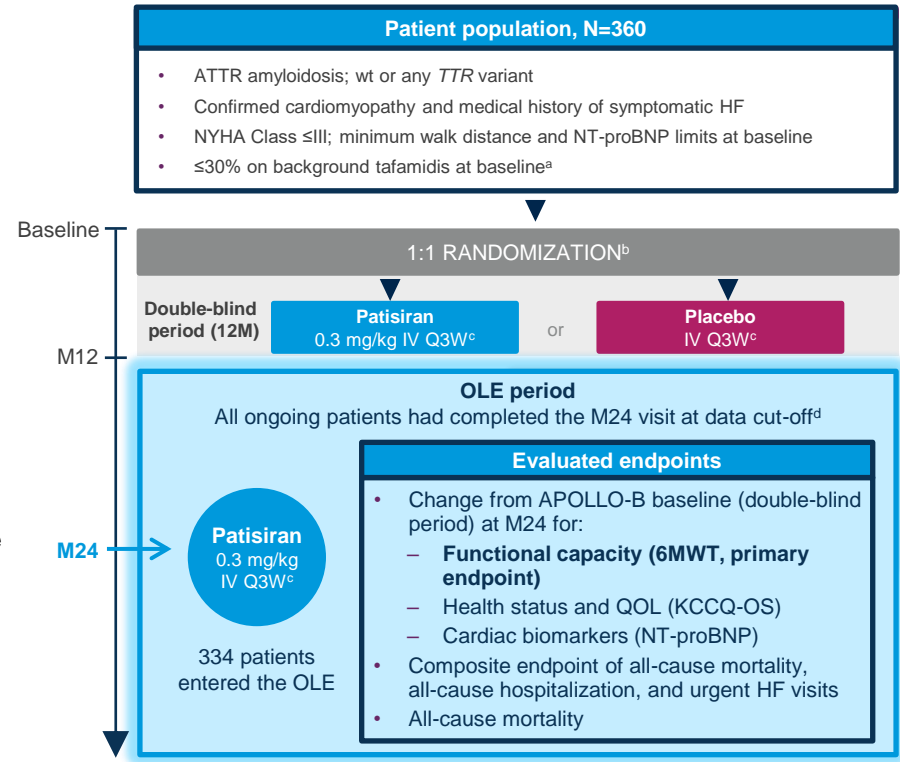 Patient population, N=360
• ATTR amyloidosis; wt or any TTR variant
• Confirmed cardiomyopathy and medical history of symptomatic HF
• NYHA Class ≤III; minimum walk distance and NT-proBNP limits at baseline
• ≤30% on background tafamidis at baselineᵃ
Baseline
1:1 RANDOMIZATIONᵇ
Double-blind
period (12M)
Patisiran
0.3 mg/kg IV Q3Wᶜ
or
Placebo
IV Q3Wᶜ
M12
OLE period
All ongoing patients had completed the M24 visit at data cut-offᵈ
M24
Patisiran
0.3 mg/kg
IV Q3Wᶜ
334 patients
entered the OLE
Evaluated endpoints
• Change from APOLLO-B baseline (double-blind
period) at M24 for:
– Functional capacity (6MWT, primary
endpoint)
– Health status and QOL (KCCQ-OS)
– Cardiac biomarkers (NT-proBNP)
• Composite endpoint of all-cause mortality,
all-cause hospitalization, and urgent HF visits
• All-cause mortality